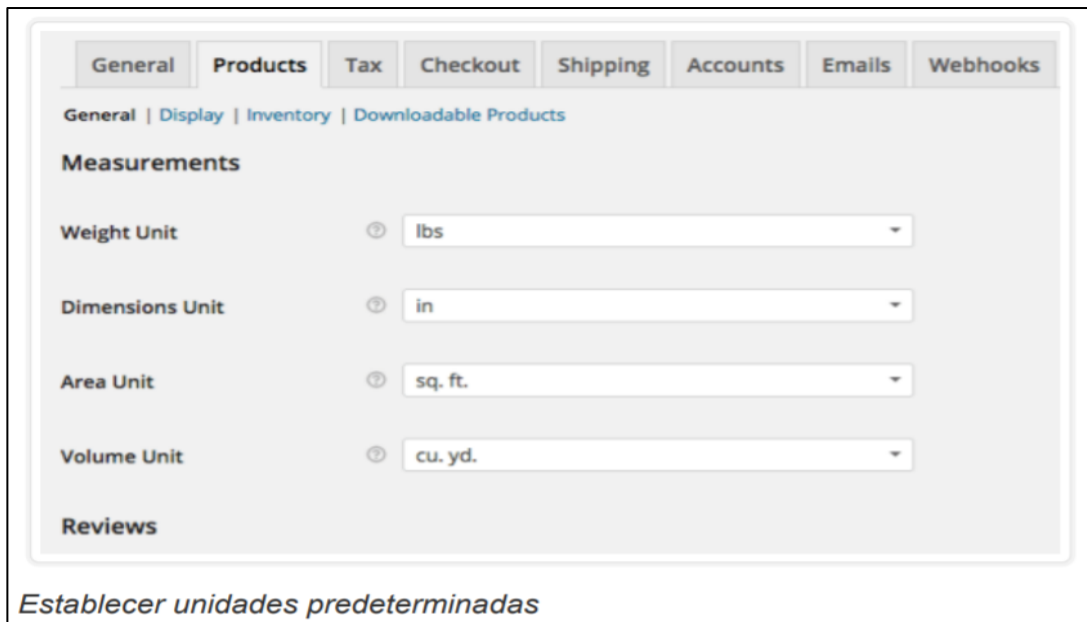 General Products Tax Checkout Shipping Accounts Emails Webhooks
General | Display | Inventory | Downloadable Products
Measurements
Weight Unit lbs
Dimensions Unit in
Area Unit sq. ft.
Volume Unit cu. yd.
Reviews
Establecer unidades predeterminadas